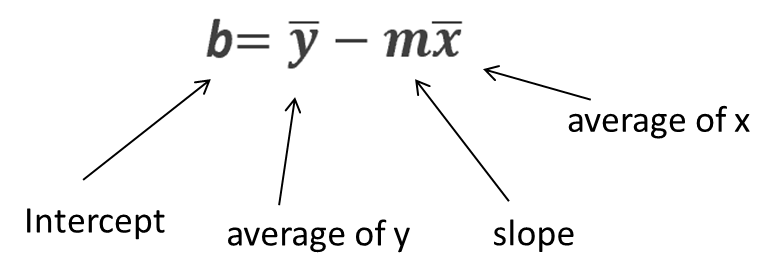 b= y̅ − mx̅
average of x
Intercept
average of y
slope